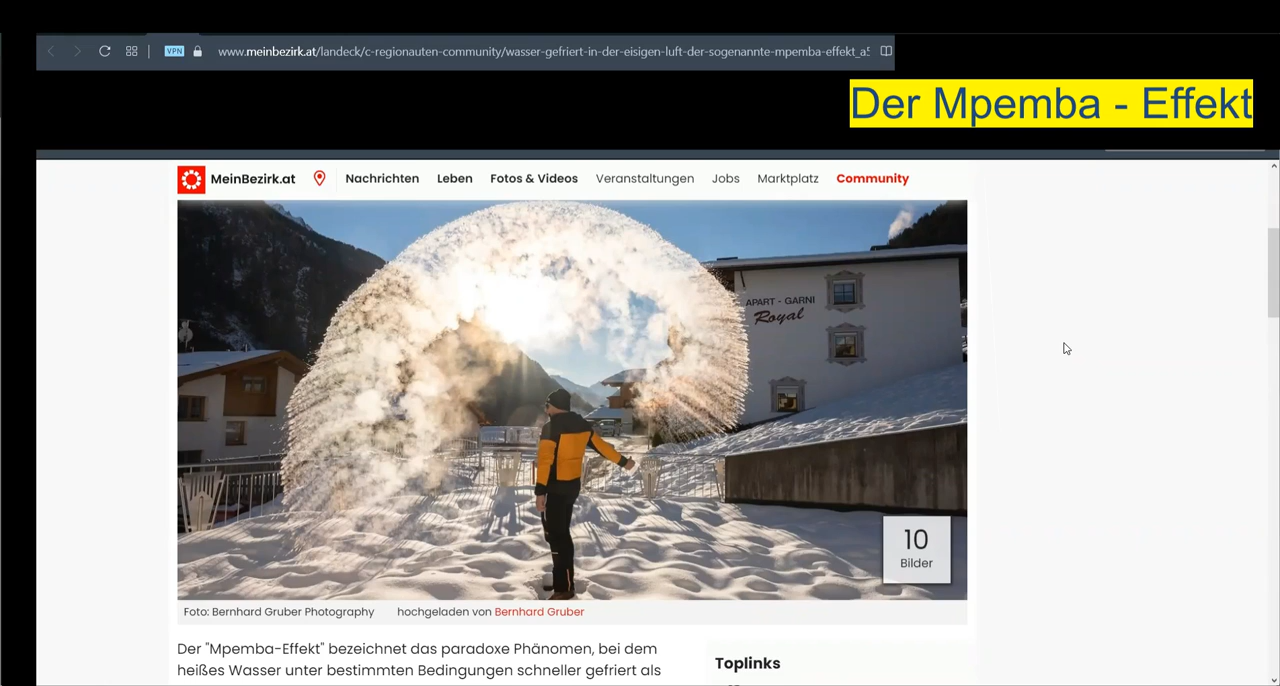 VPN www.meinbezirk.at/landeck/c-regionauten-community/wasser-gefriert-in-der-eisigen-luft-der-sogenannte-mpemba-effekt_a
Der Mpemba - Effekt
MeinBezirk.at Nachrichten Leben Fotos & Videos Veranstaltungen Jobs Marktplatz Community
APART - GARNI
Royal
10
Bilder
Foto: Bernhard Gruber Photography hochgeladen von Bernhard Gruber
Der "Mpemba-Effekt" bezeichnet das paradoxe Phänomen, bei dem
heißes Wasser unter bestimmten Bedingungen schneller gefriert als
Toplinks